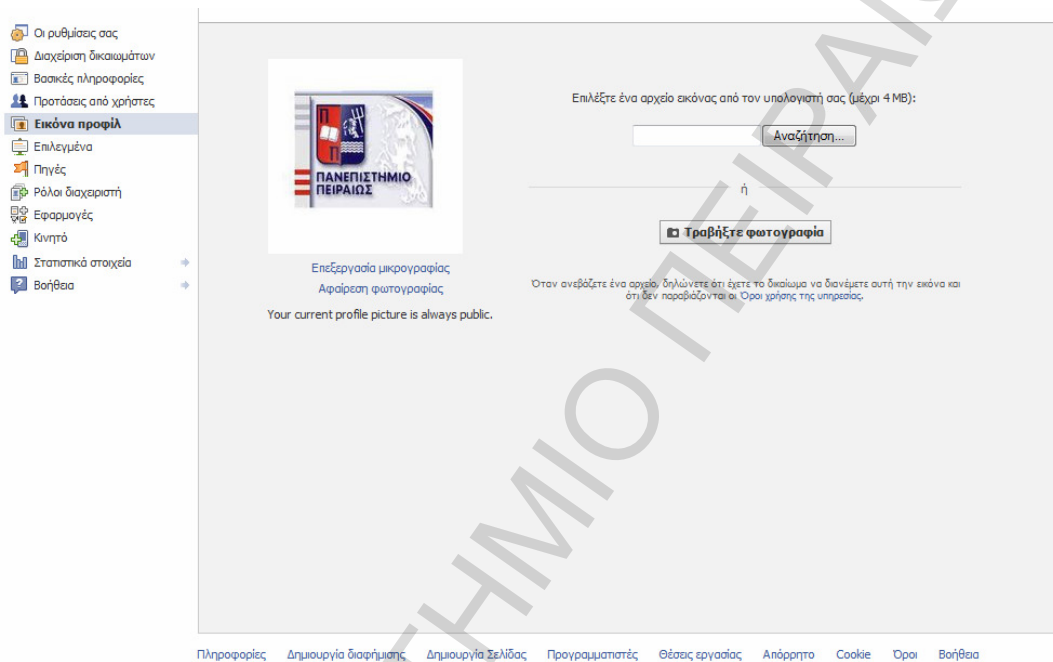 Οι ρυθμίσεις σας
Διαχείριση δικαιωμάτων
Βασικές πληροφορίες
Προτάσεις από χρήστες
Εικόνα προφίλ
Επιλεγμένα
Πηγές
Ρόλοι διαχειριστή
Εφαρμογές
Κινητό
Στατιστικά στοιχεία
Βοήθεια
ΠΑΝΕΠΙΣΤΗΜΙΟ
ΠΕΙΡΑΙΩΣ
Επεξεργασία μικρογραφίας
Αφαίρεση φωτογραφίας
Your current profile picture is always public.
Επιλέξτε ένα αρχείο εικόνας από τον υπολογιστή σας (μέχρι 4 MB):
Αναζήτηση...
ή
Τραβήξτε φωτογραφία
Όταν ανεβάζετε ένα αρχείο, δηλώνετε ότι έχετε το δικαίωμα να διανέμετε αυτή την εικόνα και
ότι δεν παραβιάζονται οι Όροι χρήσης της υπηρεσίας.
Πληροφορίες Δημιουργία διαφήμισης Δημιουργία Σελίδας Προγραμματιστές Θέσεις εργασίας Απόρρητο Cookie Όροι Βοήθεια